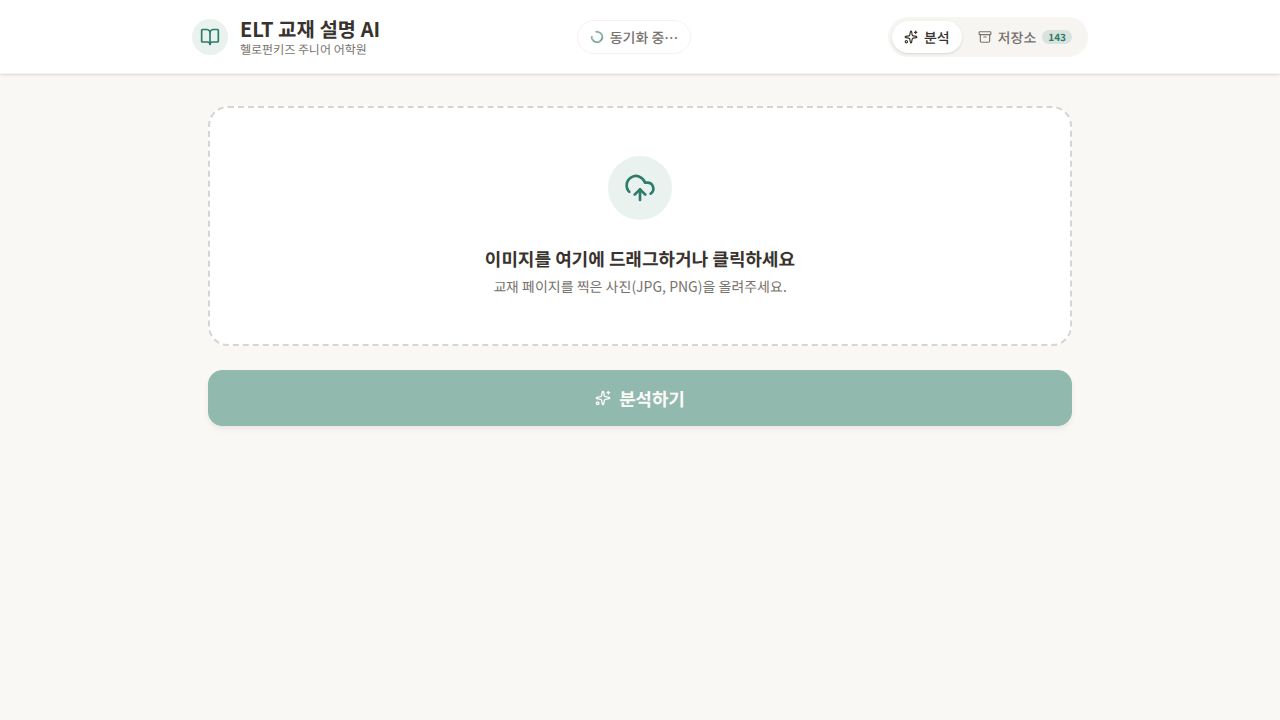 ELT 교재 설명 AI
헬로펀키즈 주니어 어학원
동기화 중…
분석
저장소 143
이미지를 여기에 드래그하거나 클릭하세요
교재 페이지를 찍은 사진(JPG, PNG)을 올려주세요.
분석하기